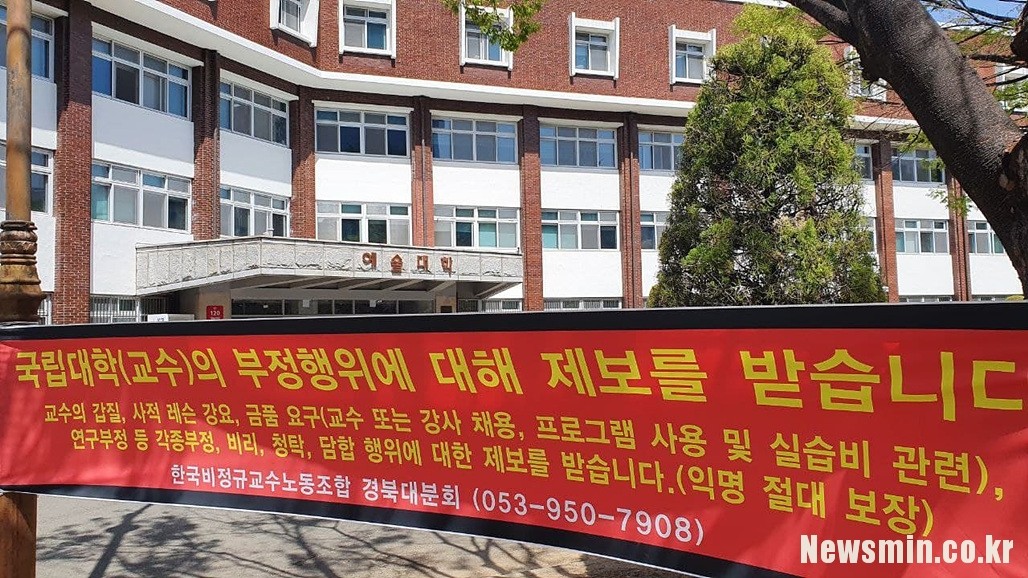 예술대학
120
국립대학(교수)의 부정행위에 대해 제보를 받습니다
교수의 갑질, 사적 레슨 강요, 금품 요구(교수 또는 강사 채용, 프로그램 사용 및 실습비 관련),
연구부정 등 각종부정, 비리, 청탁, 담합 행위에 대한 제보를 받습니다.(익명 절대 보장)
한국비정규교수노동조합 경북대분회 (053-950-7908)
Newsmin.co.kr